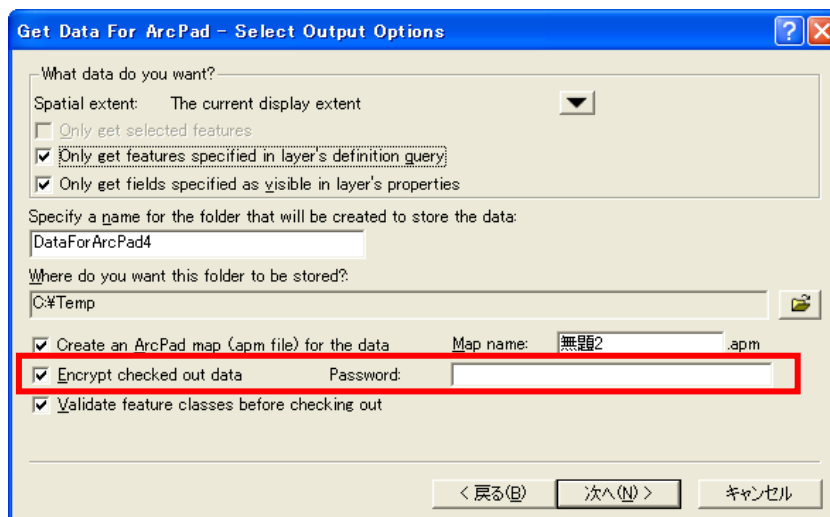 Get Data For ArcPad - Select Output Options
What data do you want?
Spatial extent: The current display extent
Only get selected features
Only get features specified in layer's definition query
Only get fields specified as visible in layer's properties
Specify a name for the folder that will be created to store the data:
DataForArcPad4
Where do you want this folder to be stored?:
C:¥Temp
Create an ArcPad map (apm file) for the data Map name: 無題2 .apm
Encrypt checked out data Password:
Validate feature classes before checking out
< 戻る(B) 次へ(N) > キャンセル